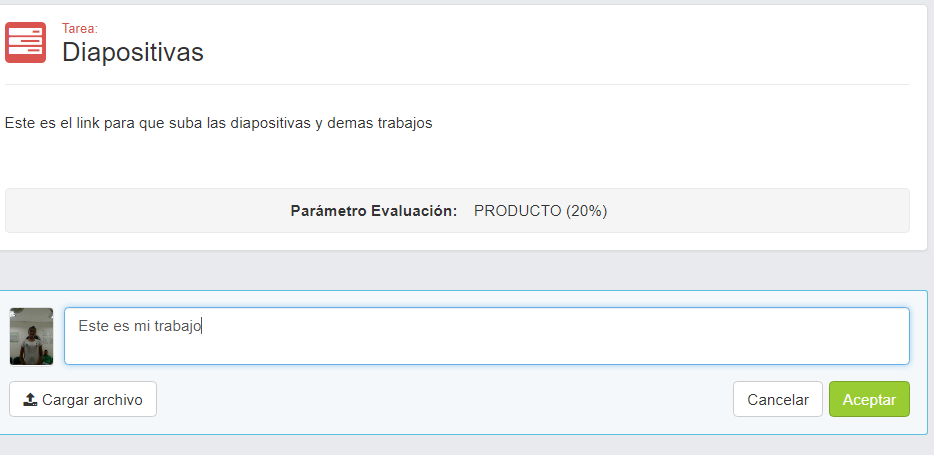 Tarea:
Diapositivas
Este es el link para que suba las diapositivas y demas trabajos
Parámetro Evaluación: PRODUCTO (20%)
Este es mi trabajo
Cargar archivo Cancelar Aceptar